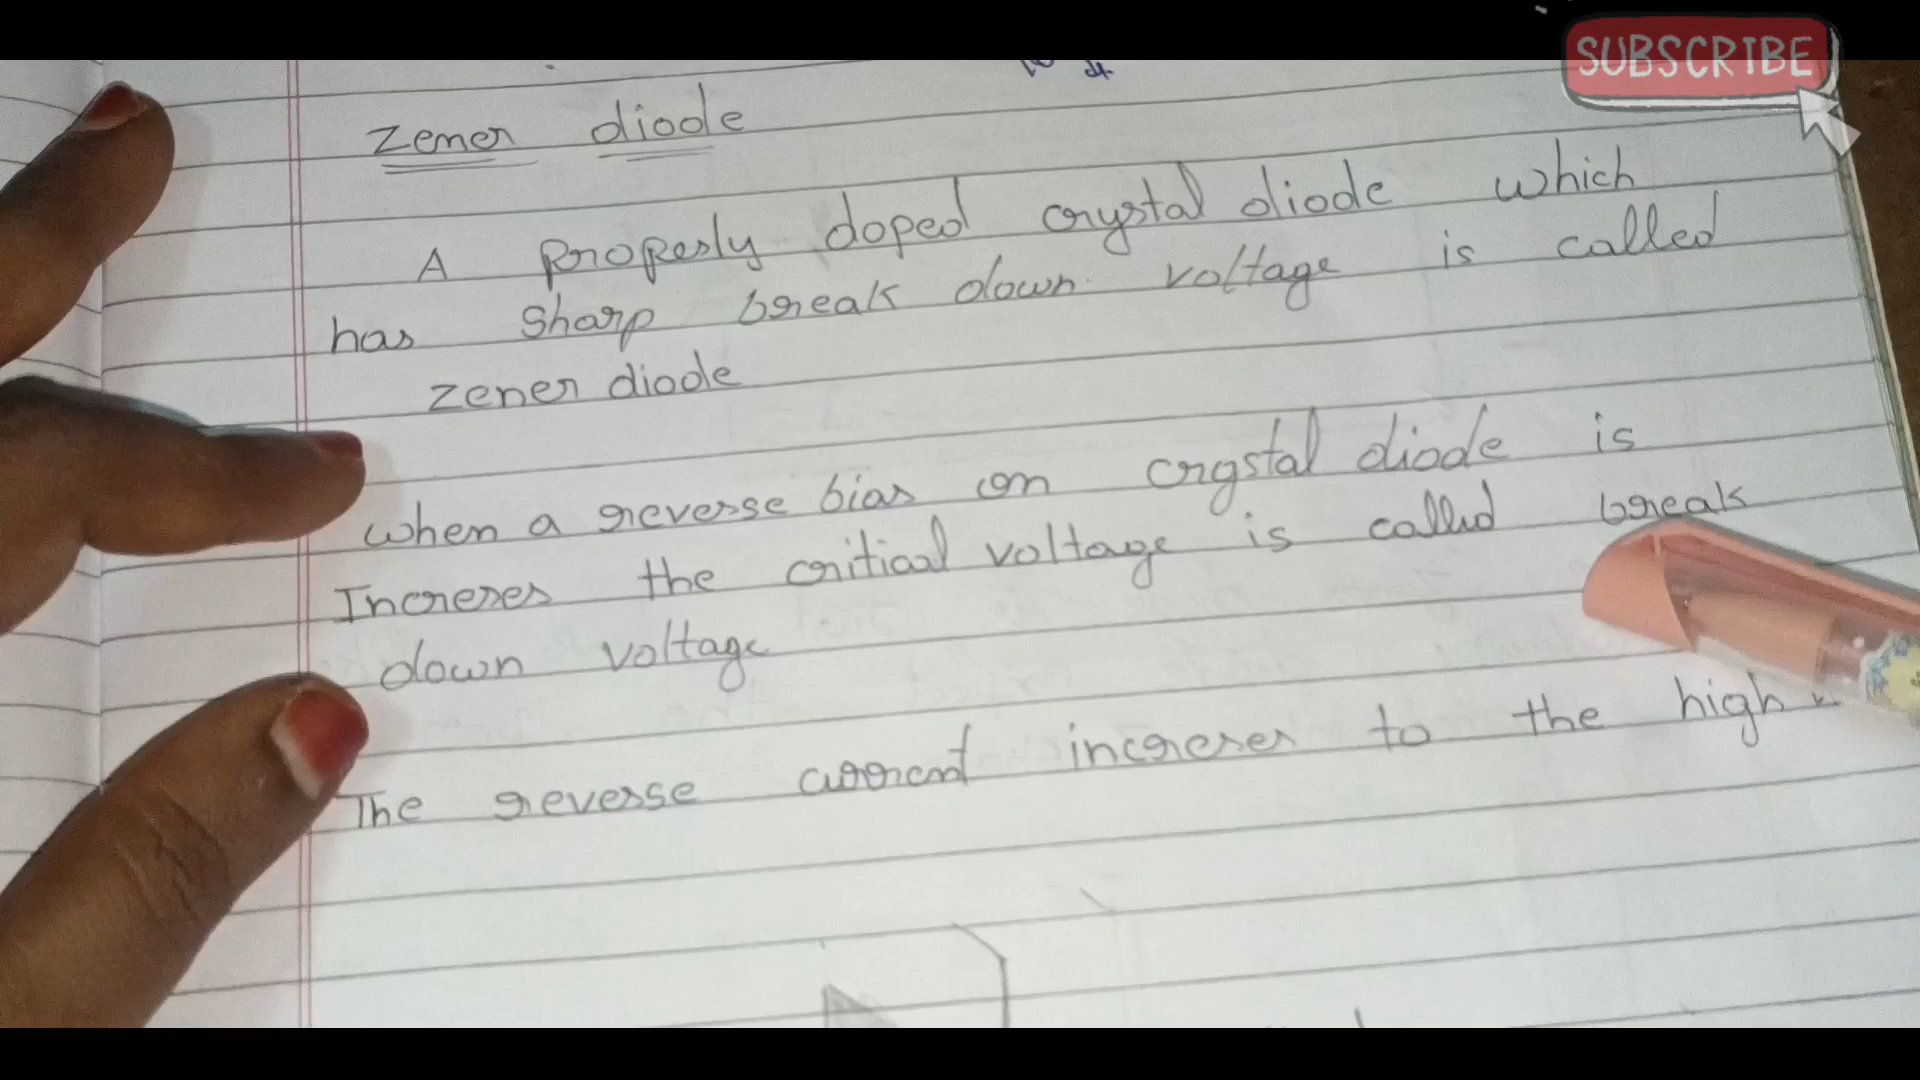 SUBSCRIBE
Zener diode
A Properly doped crystal diode which
has Sharp break down voltage is called
zener diode
When a reverse bias on crystal diode is
Increses the critical voltage is called break
down voltage
The reverse current increses to the high